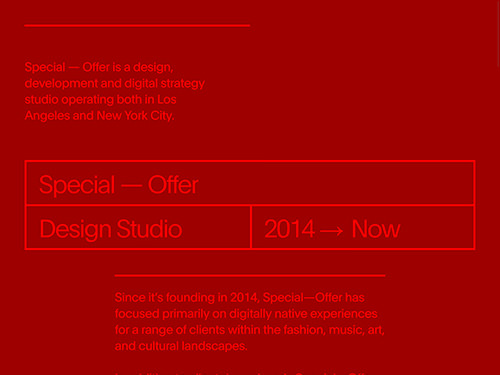 Special — Offer is a design,
development and digital strategy
studio operating both in Los
Angeles and New York City.
Special — Offer
Design Studio
2014 → Now
Since it's founding in 2014, Special—Offer has
focused primarily on digitally native experiences
for a range of clients within the fashion, music, art,
and cultural landscapes.